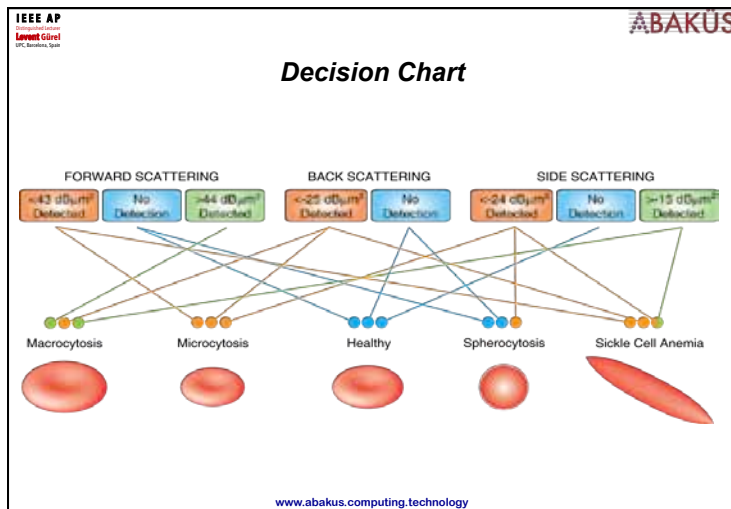 IEEE AP
Distinguished Lecturer
Levent Gürel
UPC, Barcelona, Spain
ABAKÜS
Decision Chart
FORWARD SCATTERING
BACK SCATTERING
SIDE SCATTERING
<43 dBμm²
Detected
No
Detection
>44 dBμm²
Detected
<-25 dBμm²
Detected
No
Detection
<-24 dBμm²
Detected
No
Detection
>-15 dBμm²
Detected
Macrocytosis
Microcytosis
Healthy
Spherocytosis
Sickle Cell Anemia
www.abakus.computing.technology